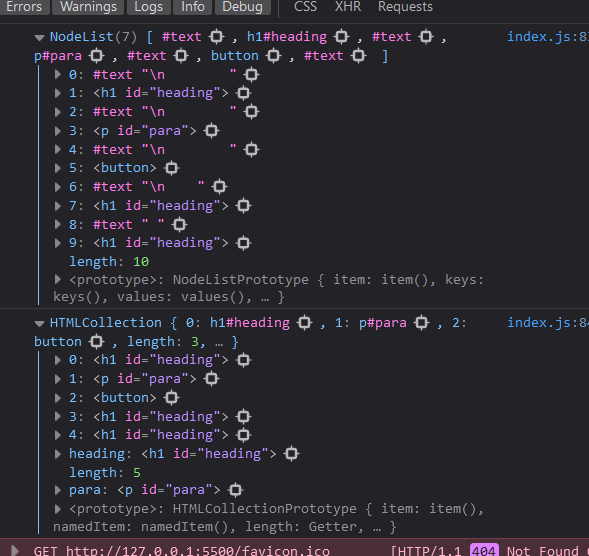 Errors Warnings Logs Info Debug CSS XHR Requests
NodeList(7) [ #text , h1#heading , #text , index.js:8
p#para , #text , button , #text ]
0: #text "\n "
1: <h1 id="heading">
2: #text "\n "
3: <p id="para">
4: #text "\n "
5: <button>
6: #text "\n "
7: <h1 id="heading">
8: #text " "
9: <h1 id="heading">
length: 10
<prototype>: NodeListPrototype { item: item(), keys:
keys(), values: values(), … }
HTMLCollection { 0: h1#heading , 1: p#para , 2: index.js:84
button , length: 3, … }
0: <h1 id="heading">
1: <p id="para">
2: <button>
3: <h1 id="heading">
4: <h1 id="heading">
heading: <h1 id="heading">
length: 5
para: <p id="para">
<prototype>: HTMLCollectionPrototype { item: item(),
namedItem: namedItem(), length: Getter, … }
GET http://127.0.0.1:5500/favicon.ico [HTTP/1.1 404 Not Found